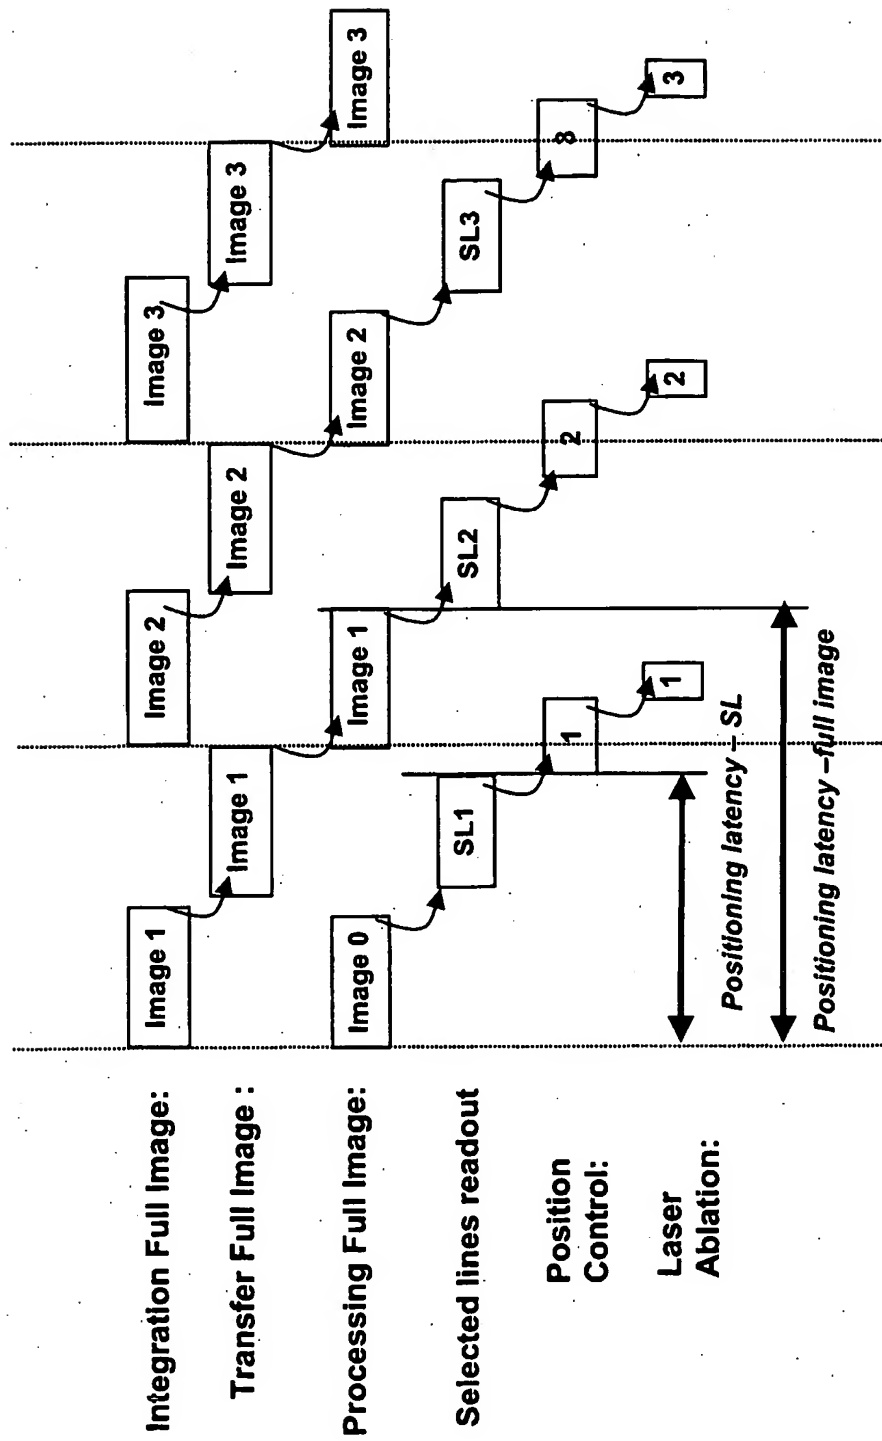 Integration Full Image:
Image 1
Image 2
Image 3
Transfer Full Image :
Image 1
Image 2
Image 3
Processing Full Image:
Image 0
Image 1
Image 2
Image 3
Selected lines readout
SL1
SL2
SL3
Position
Control:
1
2
8
Laser
Ablation:
1
2
3
Positioning latency – SL
Positioning latency –full image